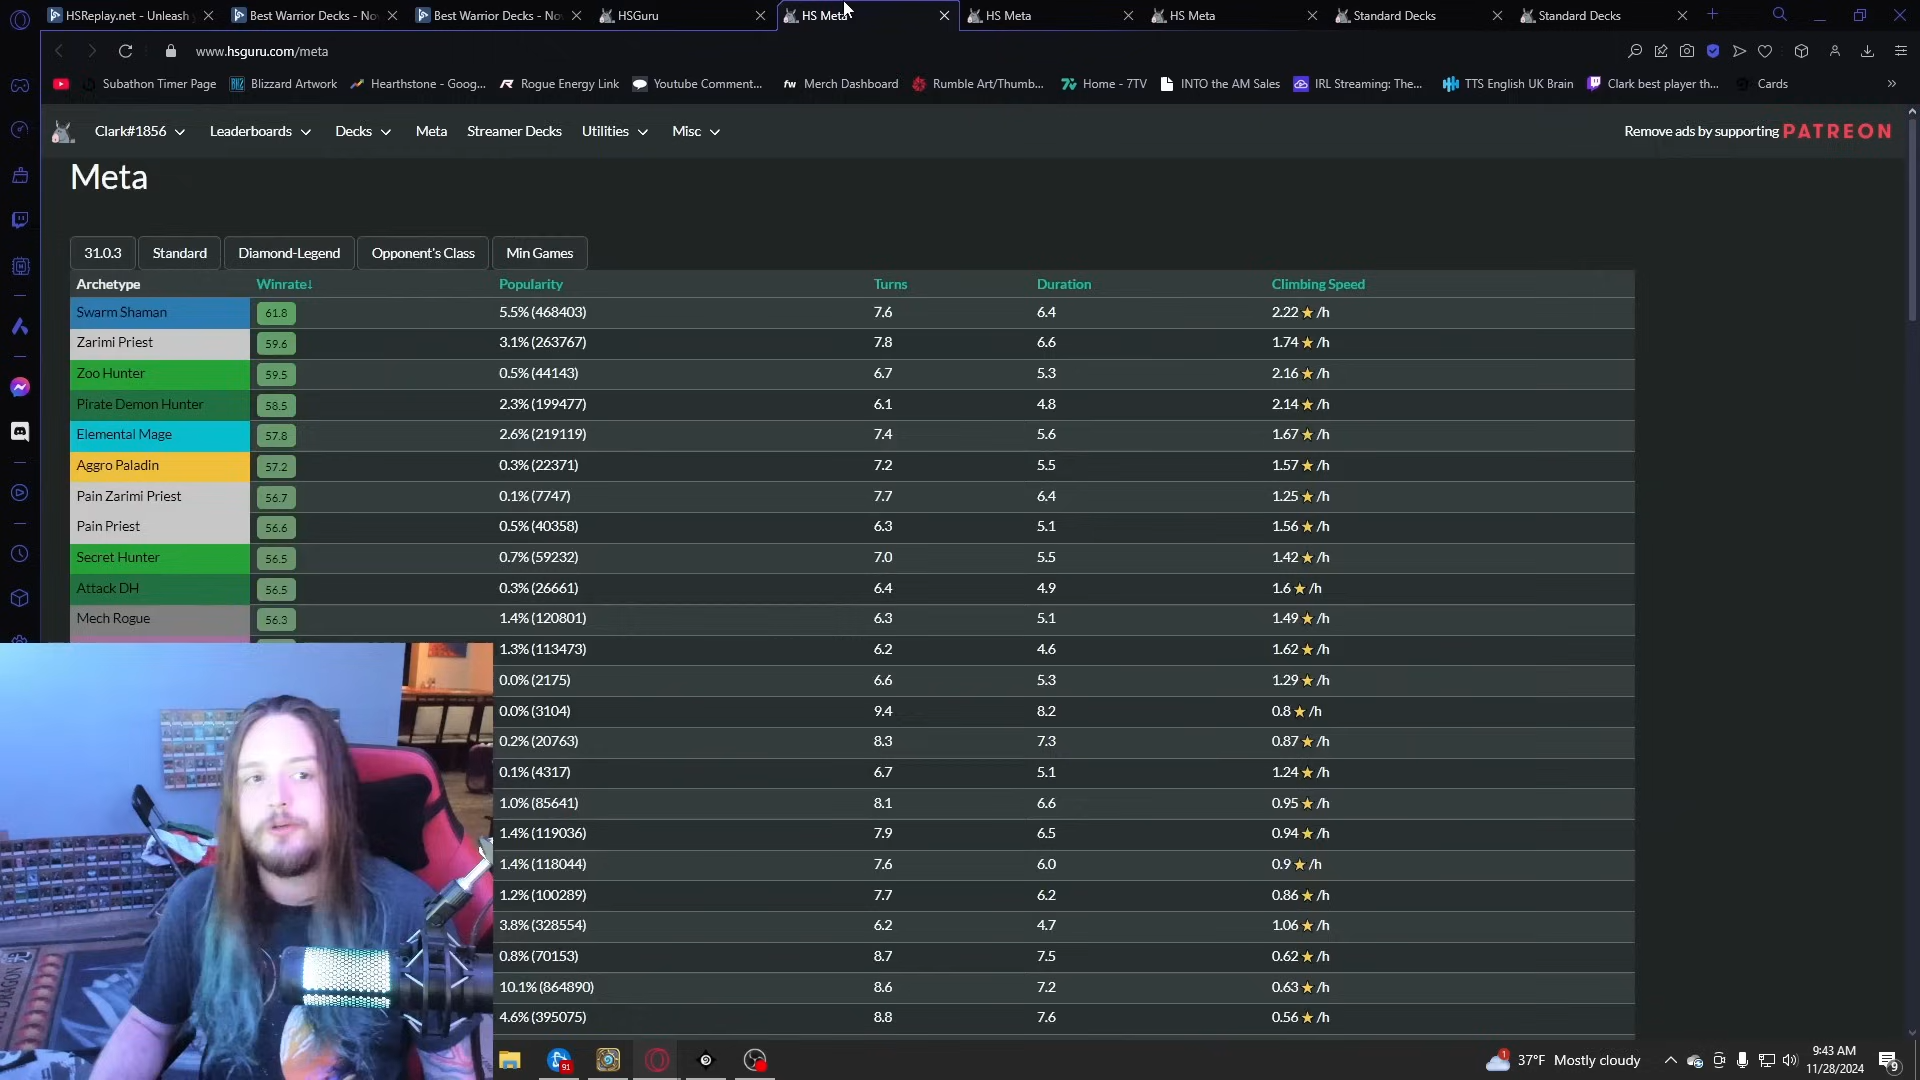 HSReplay.net - Unleash
Best Warrior Decks - No
Best Warrior Decks - No
HSGuru
HS Meta
HS Meta
HS Meta
Standard Decks
Standard Decks
www.hsguru.com/meta
Subathon Timer Page
Blizzard Artwork
Hearthstone - Goog...
Rogue Energy Link
Youtube Comment...
fw Merch Dashboard
Rumble Art/Thumb...
Home - 7TV
INTO the AM Sales
IRL Streaming: The...
TTS English UK Brain
Clark best player th...
Cards
Clark#1856 Leaderboards Decks Meta Streamer Decks Utilities Misc
Remove ads by supporting PATREON
Meta
31.0.3 Standard Diamond-Legend Opponent's Class Min Games
Archetype Winrate↓ Popularity Turns Duration Climbing Speed
Swarm Shaman 61.8 5.5% (468403) 7.6 6.4 2.22 ★ /h
Zarimi Priest 59.6 3.1% (263767) 7.8 6.6 1.74 ★ /h
Zoo Hunter 59.5 0.5% (44143) 6.7 5.3 2.16 ★ /h
Pirate Demon Hunter 58.5 2.3% (199477) 6.1 4.8 2.14 ★ /h
Elemental Mage 57.8 2.6% (219119) 7.4 5.6 1.67 ★ /h
Aggro Paladin 57.2 0.3% (22371) 7.2 5.5 1.57 ★ /h
Pain Zarimi Priest 56.7 0.1% (7747) 7.7 6.4 1.25 ★ /h
Pain Priest 56.6 0.5% (40358) 6.3 5.1 1.56 ★ /h
Secret Hunter 56.5 0.7% (59232) 7.0 5.5 1.42 ★ /h
Attack DH 56.5 0.3% (26661) 6.4 4.9 1.6 ★ /h
Mech Rogue 56.3 1.4% (120801) 6.3 5.1 1.49 ★ /h
1.3% (113473) 6.2 4.6 1.62 ★ /h
0.0% (2175) 6.6 5.3 1.29 ★ /h
0.0% (3104) 9.4 8.2 0.8 ★ /h
0.2% (20763) 8.3 7.3 0.87 ★ /h
0.1% (4317) 6.7 5.1 1.24 ★ /h
1.0% (85641) 8.1 6.6 0.95 ★ /h
1.4% (119036) 7.9 6.5 0.94 ★ /h
1.4% (118044) 7.6 6.0 0.9 ★ /h
1.2% (100289) 7.7 6.2 0.86 ★ /h
3.8% (328554) 6.2 4.7 1.06 ★ /h
0.8% (70153) 8.7 7.5 0.62 ★ /h
10.1% (864890) 8.6 7.2 0.63 ★ /h
4.6% (395075) 8.8 7.6 0.56 ★ /h
91
1
37°F Mostly cloudy
9:43 AM
11/28/2024
9